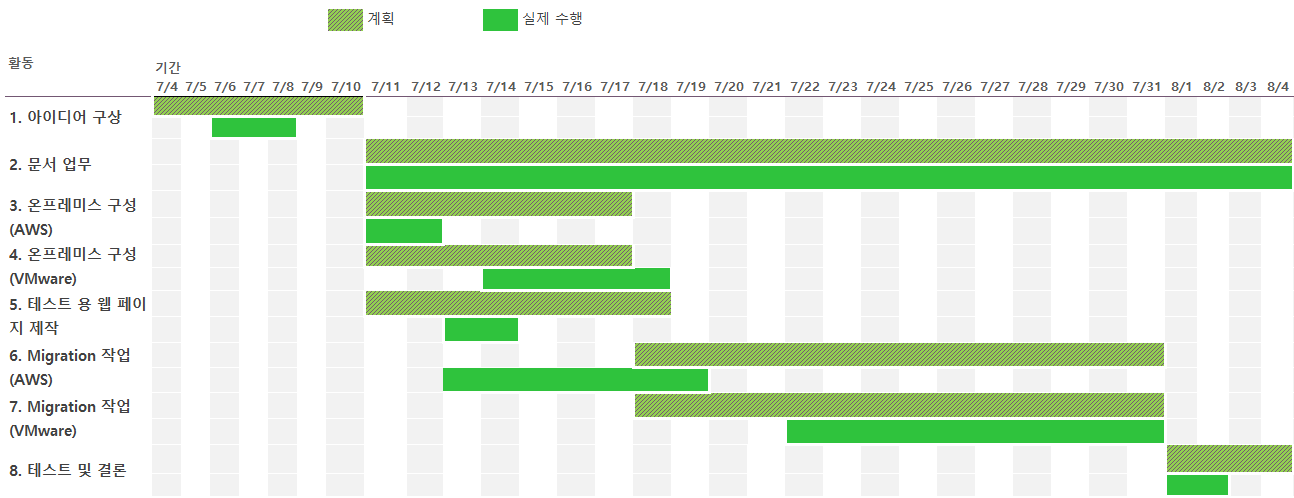 계획 실제 수행
활동
기간
7/4 7/5 7/6 7/7 7/8 7/9 7/10 7/11 7/12 7/13 7/14 7/15 7/16 7/17 7/18 7/19 7/20 7/21 7/22 7/23 7/24 7/25 7/26 7/27 7/28 7/29 7/30 7/31 8/1 8/2 8/3 8/4
1. 아이디어 구상
2. 문서 업무
3. 온프레미스 구성
(AWS)
4. 온프레미스 구성
(VMware)
5. 테스트 용 웹 페이
지 제작
6. Migration 작업
(AWS)
7. Migration 작업
(VMware)
8. 테스트 및 결론